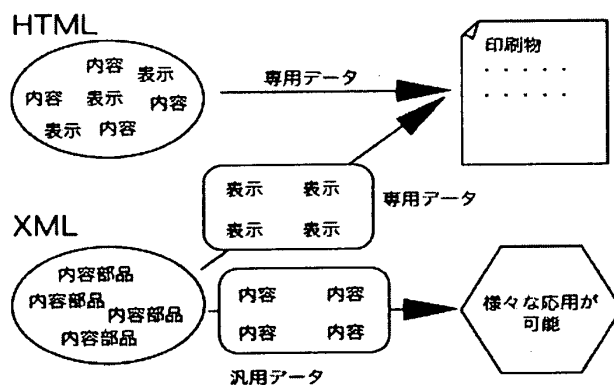 HTML
内容
表示
内容
表示
内容
表示
内容
専用データ
印刷物
・・・・・
・・・・・
表示 表示
表示 表示
専用データ
XML
内容部品
内容部品
内容部品
内容部品
内容 内容
内容 内容
汎用データ
様々な応用が
可能